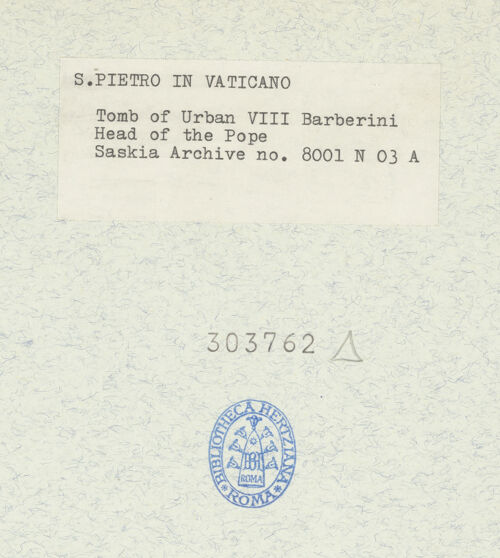 S.PIETRO IN VATICANO
Tomb of Urban VIII Barberini
Head of the Pope
Saskia Archive no. 8001 N 03 A
303762
BIBLIOTHECA HERTZIANA
BH
ROMA
* ROMA *